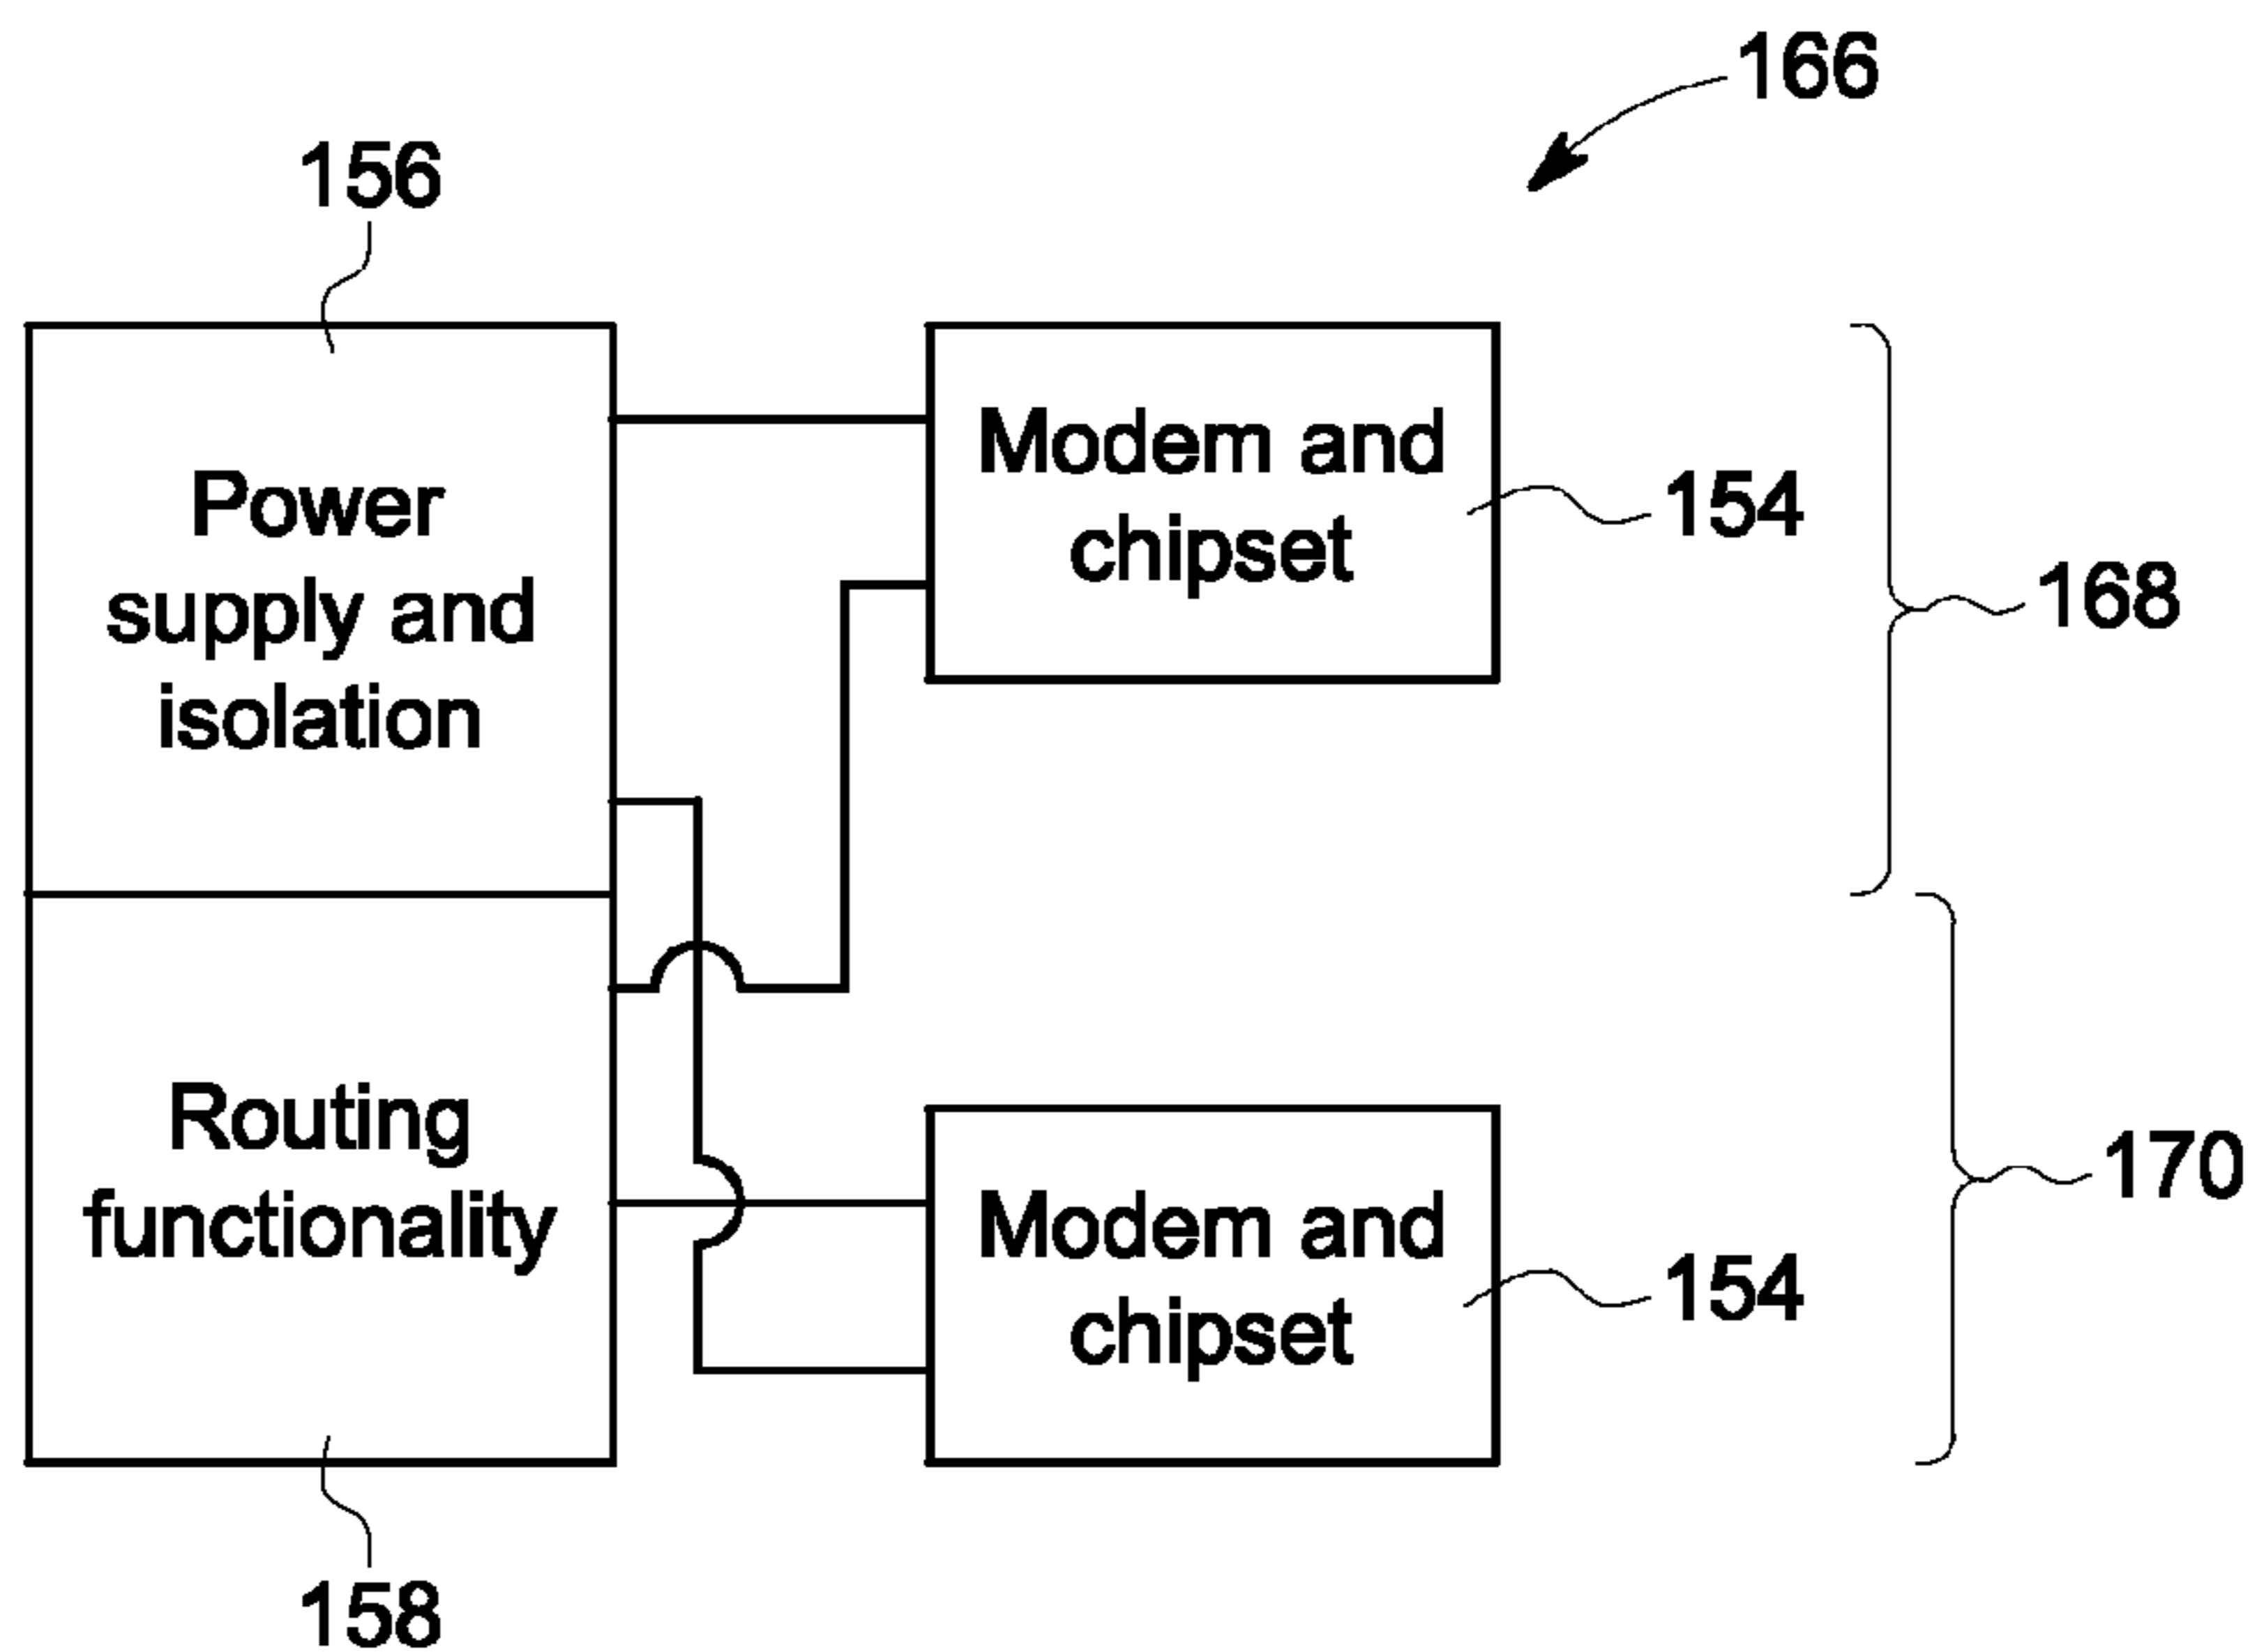 166
156
Power
supply and
isolation
Modem and
chipset
154
168
Routing
functionality
Modem and
chipset
154
170
158